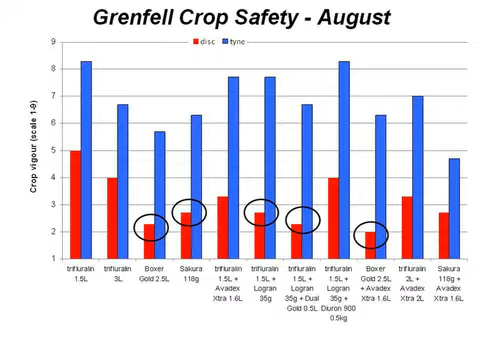 Grenfell Crop Safety - August
disc tyne
Crop vigour (scale 1-9)
9
8
7
6
5
4
3
2
1
trifluralin
1.5L
trifluralin
3L
Boxer
Gold 2.5L
Sakura
118g
trifluralin
1.5L +
Avadex
Xtra 1.6L
trifluralin
1.5L +
Logran
35g
trifluralin
1.5L +
Logran
35g + Dual
Gold 0.5L
trifluralin
1.5L +
Logran
35g +
Diuron 900
0.5kg
Boxer
Gold 2.5L
+ Avadex
Xtra 1.6L
trifluralin
2L +
Avadex
Xtra 2L
Sakura
118g +
Avadex
Xtra 1.6L